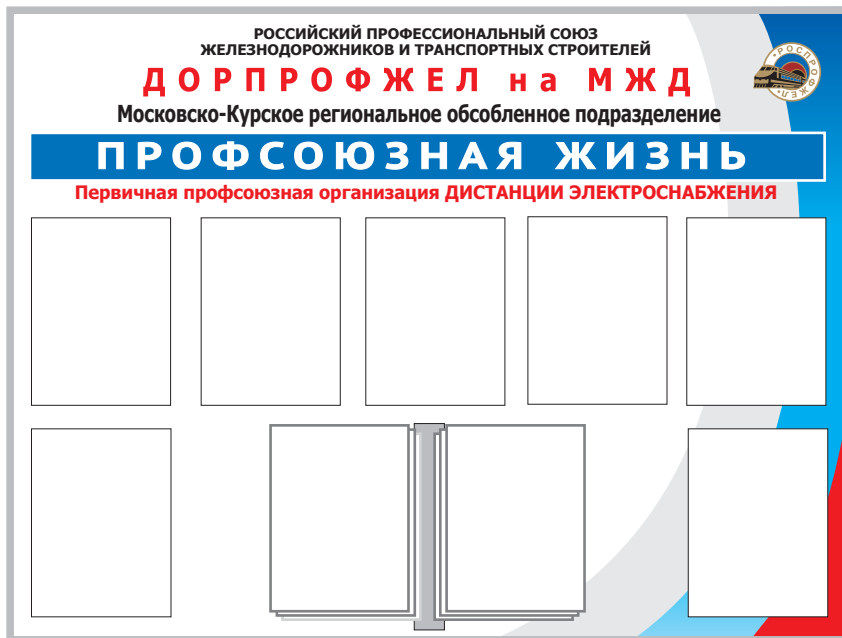 РОССИЙСКИЙ ПРОФЕССИОНАЛЬНЫЙ СОЮЗ
ЖЕЛЕЗНОДОРОЖНИКОВ И ТРАНСПОРТНЫХ СТРОИТЕЛЕЙ
ДОРПРОФЖЕЛ на МЖД
РОСПРОФЖЕЛ
Московско-Курское региональное обособленное подразделение
ПРОФСОЮЗНАЯ ЖИЗНЬ
Первичная профсоюзная организация ДИСТАНЦИИ ЭЛЕКТРОСНАБЖЕНИЯ